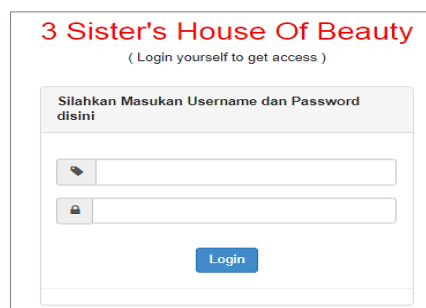 3 Sister's House Of Beauty
( Login yourself to get access )
Silahkan Masukan Username dan Password
disini
Login